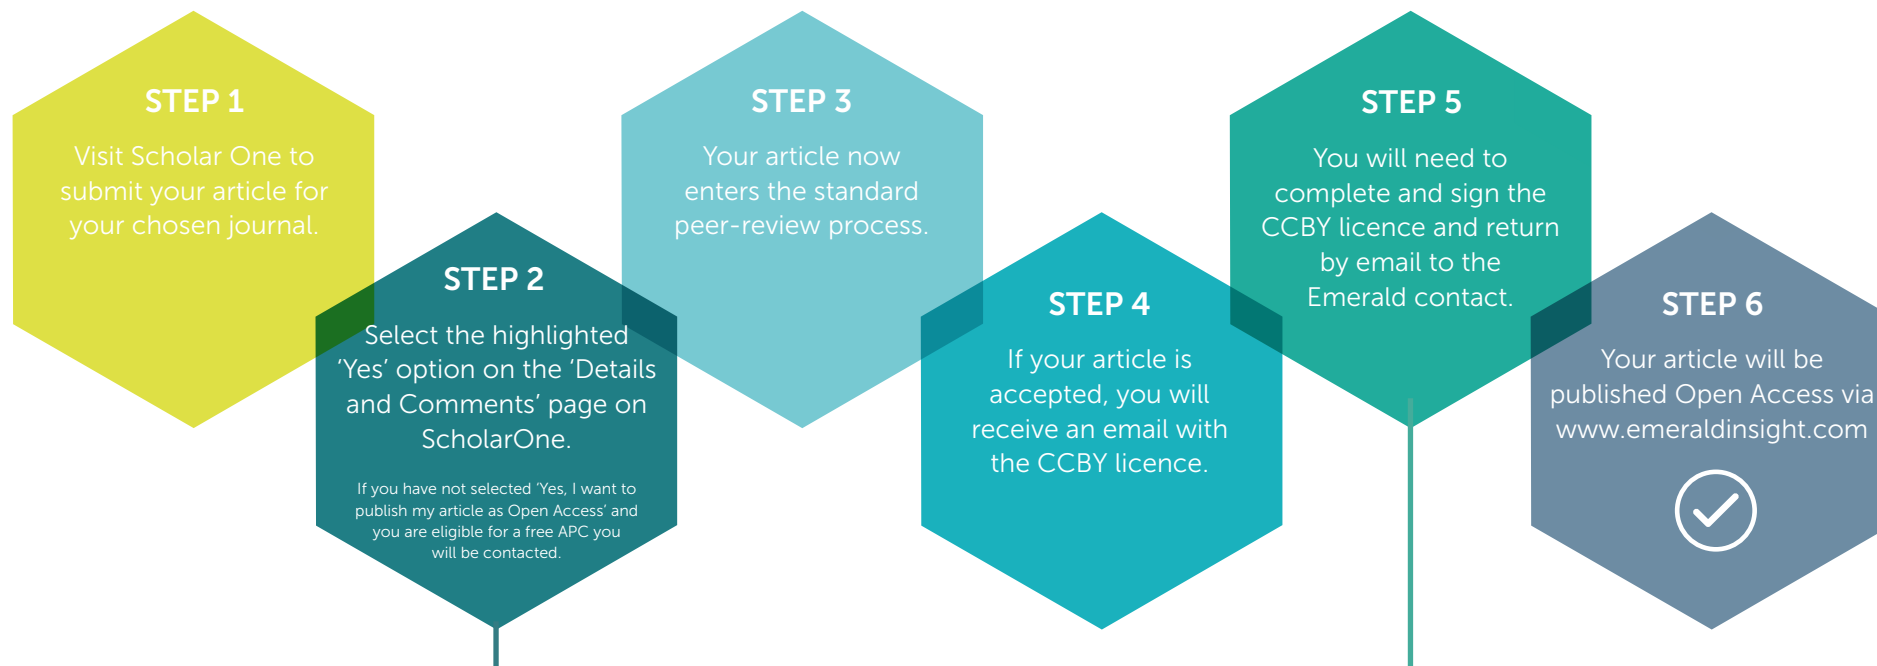 STEP 1
Visit Scholar One to
submit your article for
your chosen journal.
STEP 2
Select the highlighted
'Yes' option on the 'Details
and Comments' page on
ScholarOne.
If you have not selected 'Yes, I want to
publish my article as Open Access' and
you are eligible for a free APC you
will be contacted.
STEP 3
Your article now
enters the standard
peer-review process.
STEP 4
If your article is
accepted, you will
receive an email with
the CCBY licence.
STEP 5
You will need to
complete and sign the
CCBY licence and return
by email to the
Emerald contact.
STEP 6
Your article will be
published Open Access via
www.emeraldinsight.com